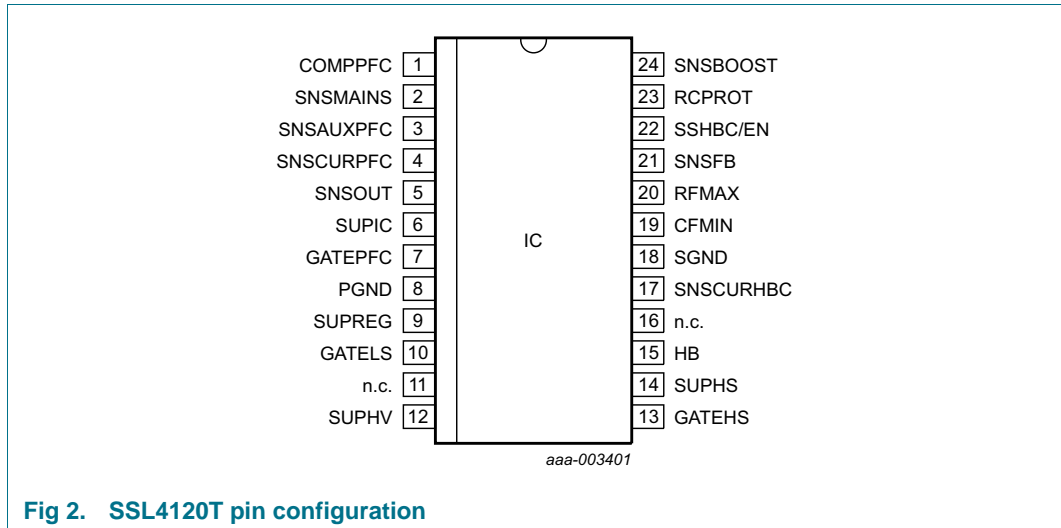 COMPPFC 1
SNSMAINS 2
SNSAUXPFC 3
SNSCURPFC 4
SNSOUT 5
SUPIC 6
GATEPFC 7
PGND 8
SUPREG 9
GATELS 10
n.c. 11
SUPHV 12
IC
24 SNSBOOST
23 RCPROT
22 SSHBC/EN
21 SNSFB
20 RFMAX
19 CFMIN
18 SGND
17 SNSCURHBC
16 n.c.
15 HB
14 SUPHS
13 GATEHS
aaa-003401
Fig 2. SSL4120T pin configuration